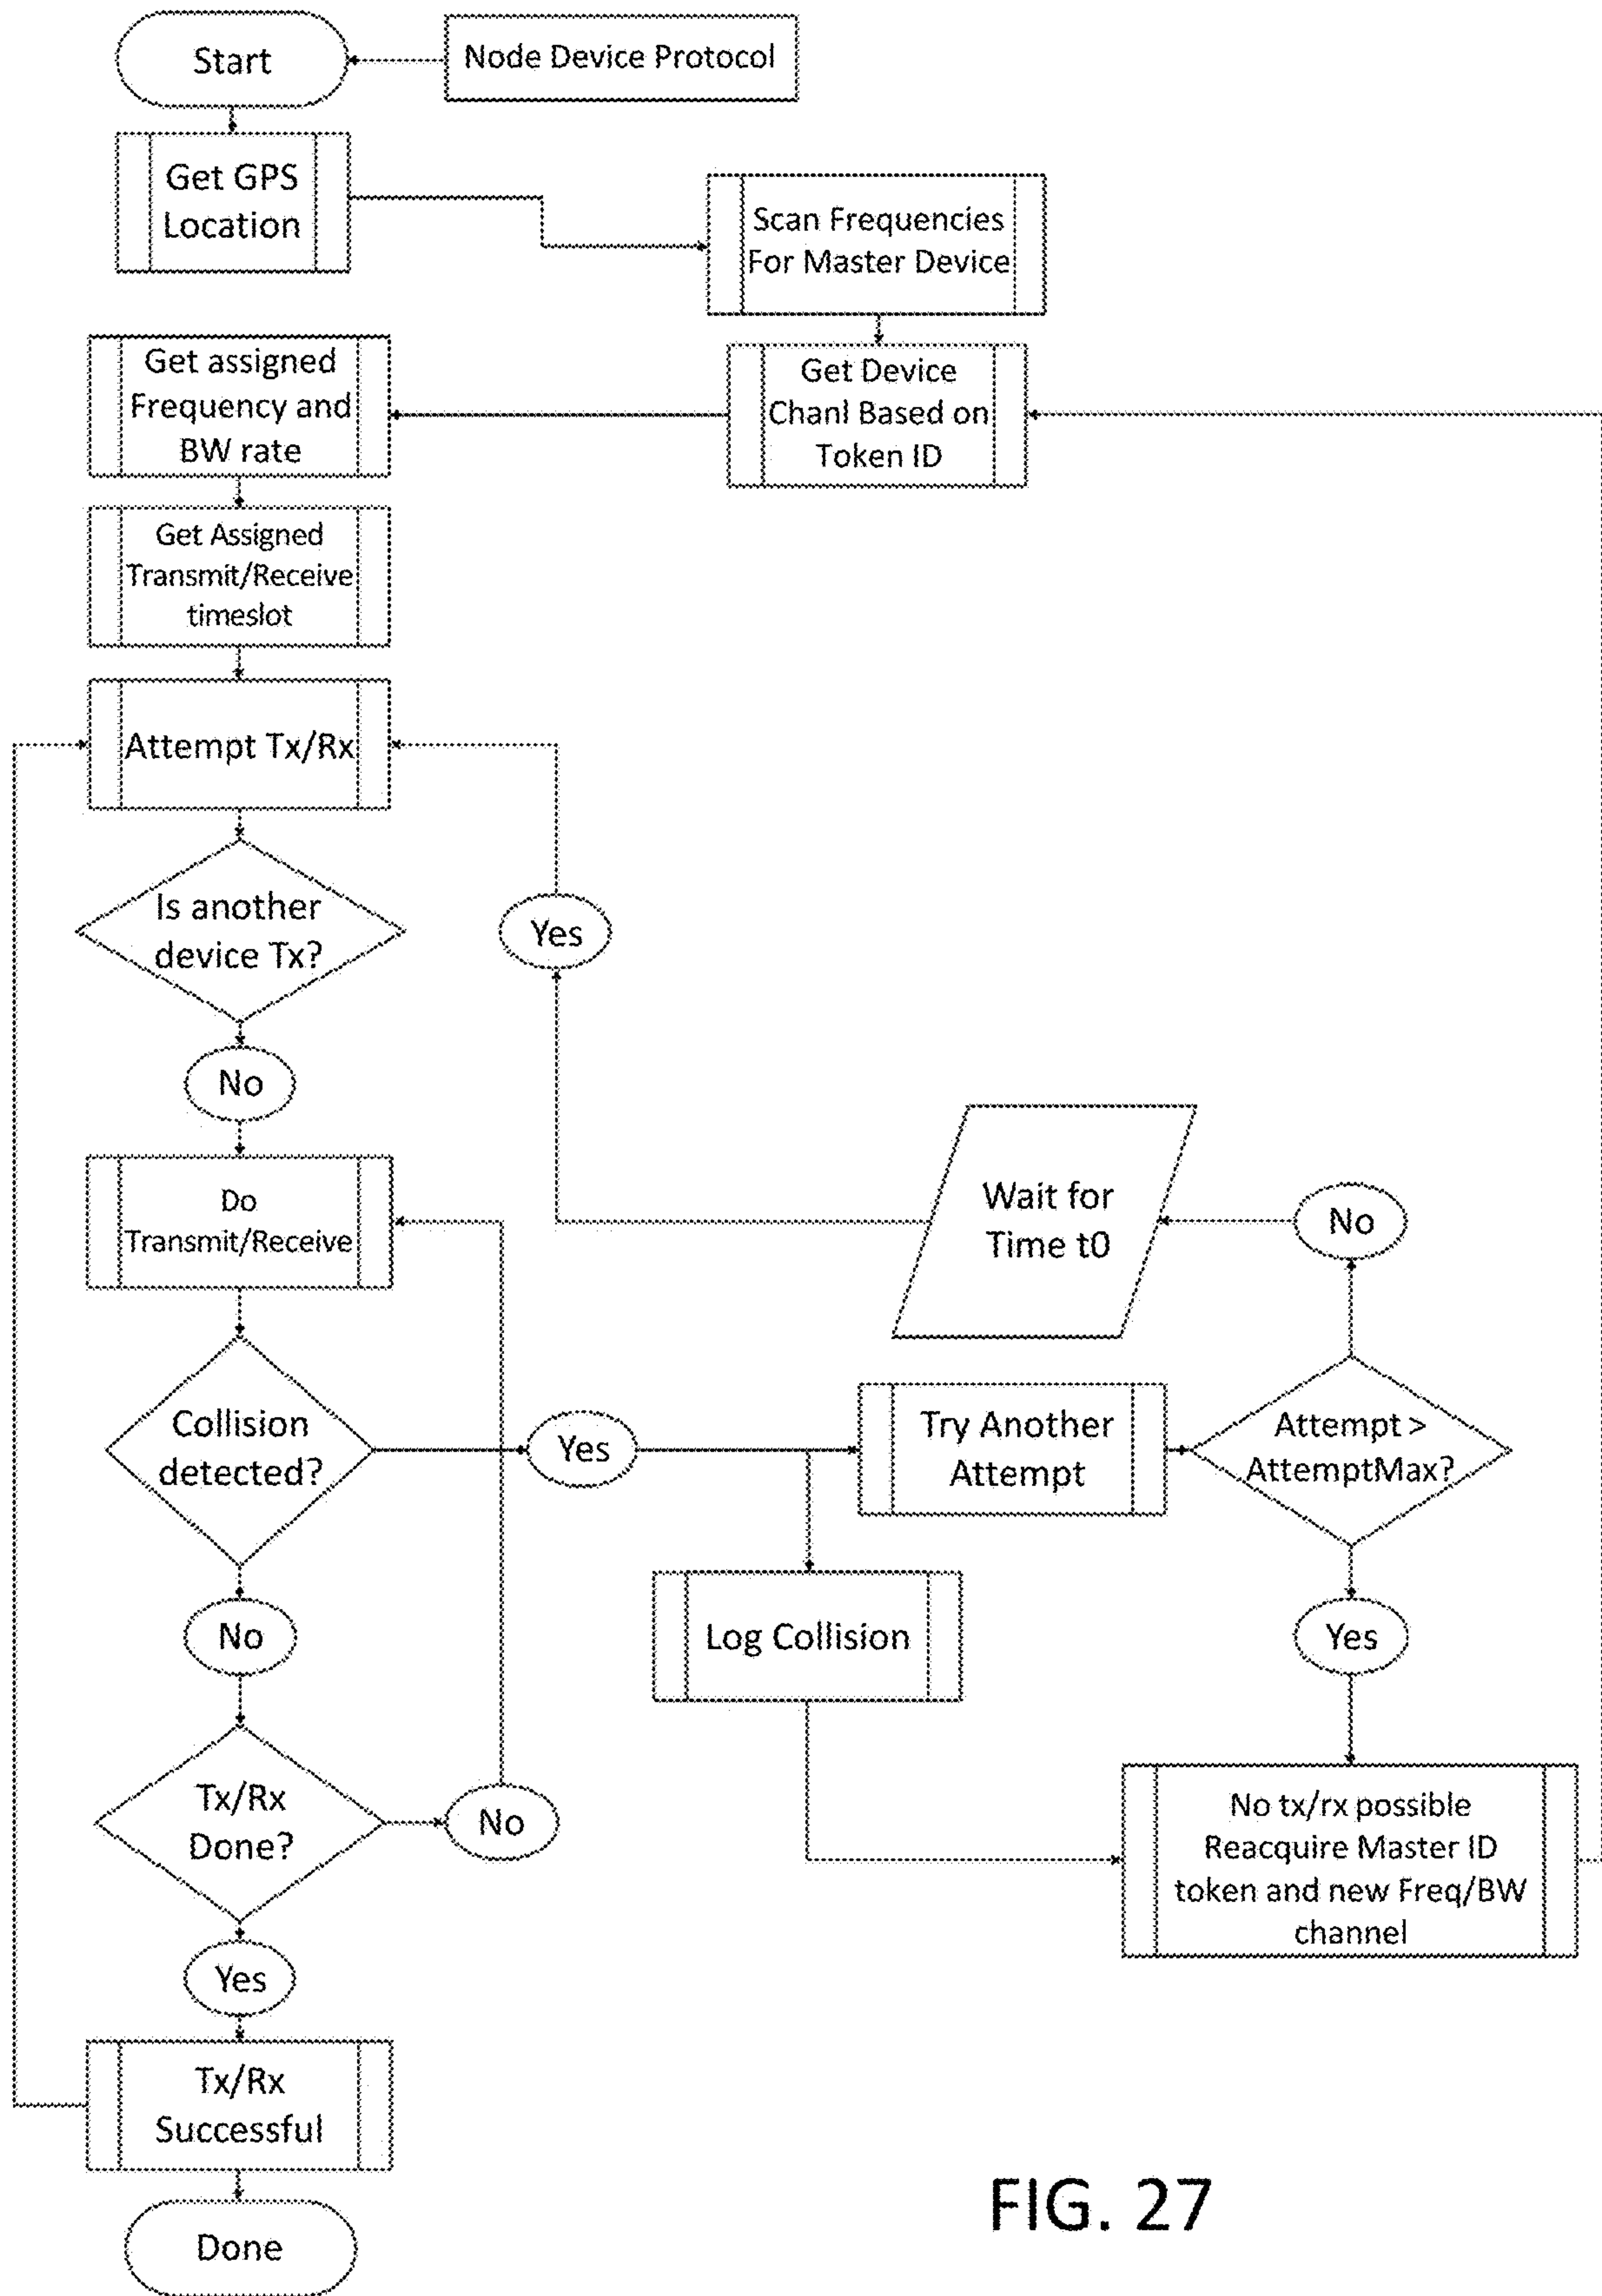 Start
Node Device Protocol
Get GPS
Location
Scan Frequencies
For Master Device
Get assigned
Frequency and
BW rate
Get Device
Chanl Based on
Token ID
Get Assigned
Transmit/Receive
timeslot
Attempt Tx/Rx
Is another
device Tx?
Yes
No
Do
Transmit/Receive
Wait for
Time t0
No
Collision
detected?
Yes
Try Another
Attempt
Attempt >
AttemptMax?
No
Log Collision
Yes
Tx/Rx
Done?
No
No tx/rx possible
Reacquire Master ID
token and new Freq/BW
channel
Yes
Tx/Rx
Successful
Done
FIG. 27